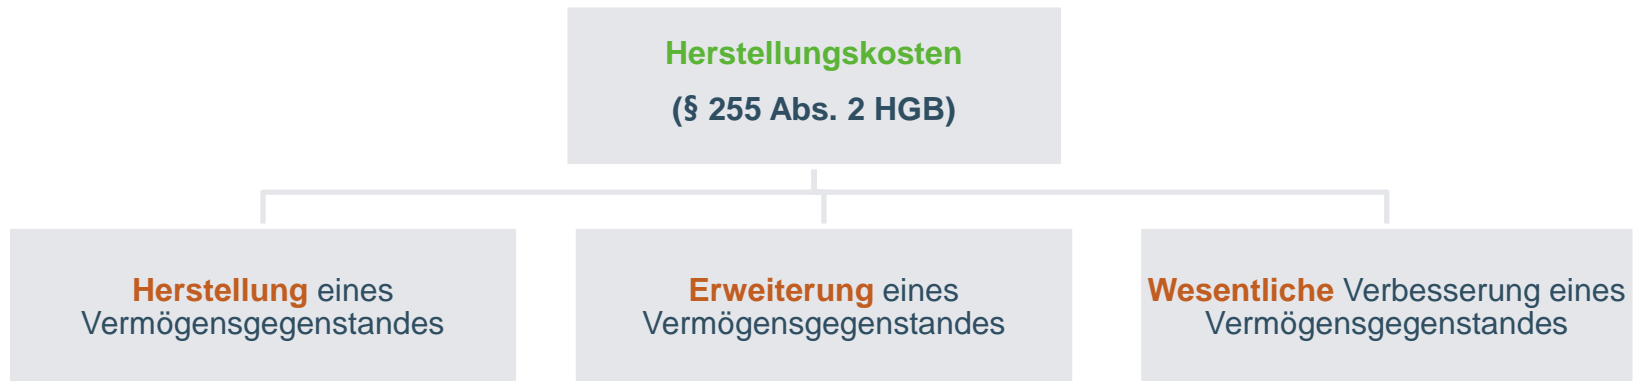 Herstellungskosten
(§ 255 Abs. 2 HGB)
Herstellung eines
Vermögensgegenstandes
Erweiterung eines
Vermögensgegenstandes
Wesentliche Verbesserung eines
Vermögensgegenstandes